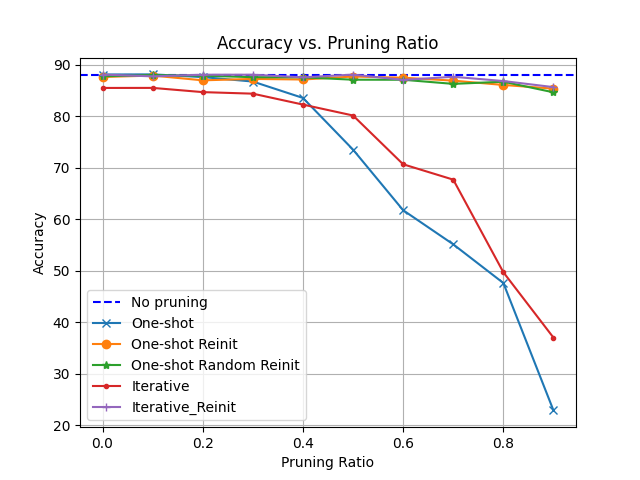 Accuracy vs. Pruning Ratio
90
80
70
60
50
40
30
20
Accuracy
No pruning
One-shot
One-shot Reinit
One-shot Random Reinit
Iterative
Iterative_Reinit
0.0
0.2
0.4
0.6
0.8
Pruning Ratio